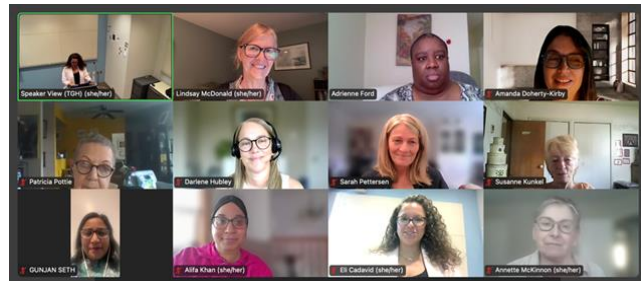 Speaker View (TGH) (she/her)
Lindsay McDonald (she/her)
Adrienne Ford
Amanda Doherty-Kirby
Patricia Pottie
Darlene Hubley
Sarah Pettersen
Susanne Kunkel
GUNJAN SETH
Alifa Khan (she/her)
Eli Cadavid (she/her)
Annette McKinnon (she/her)